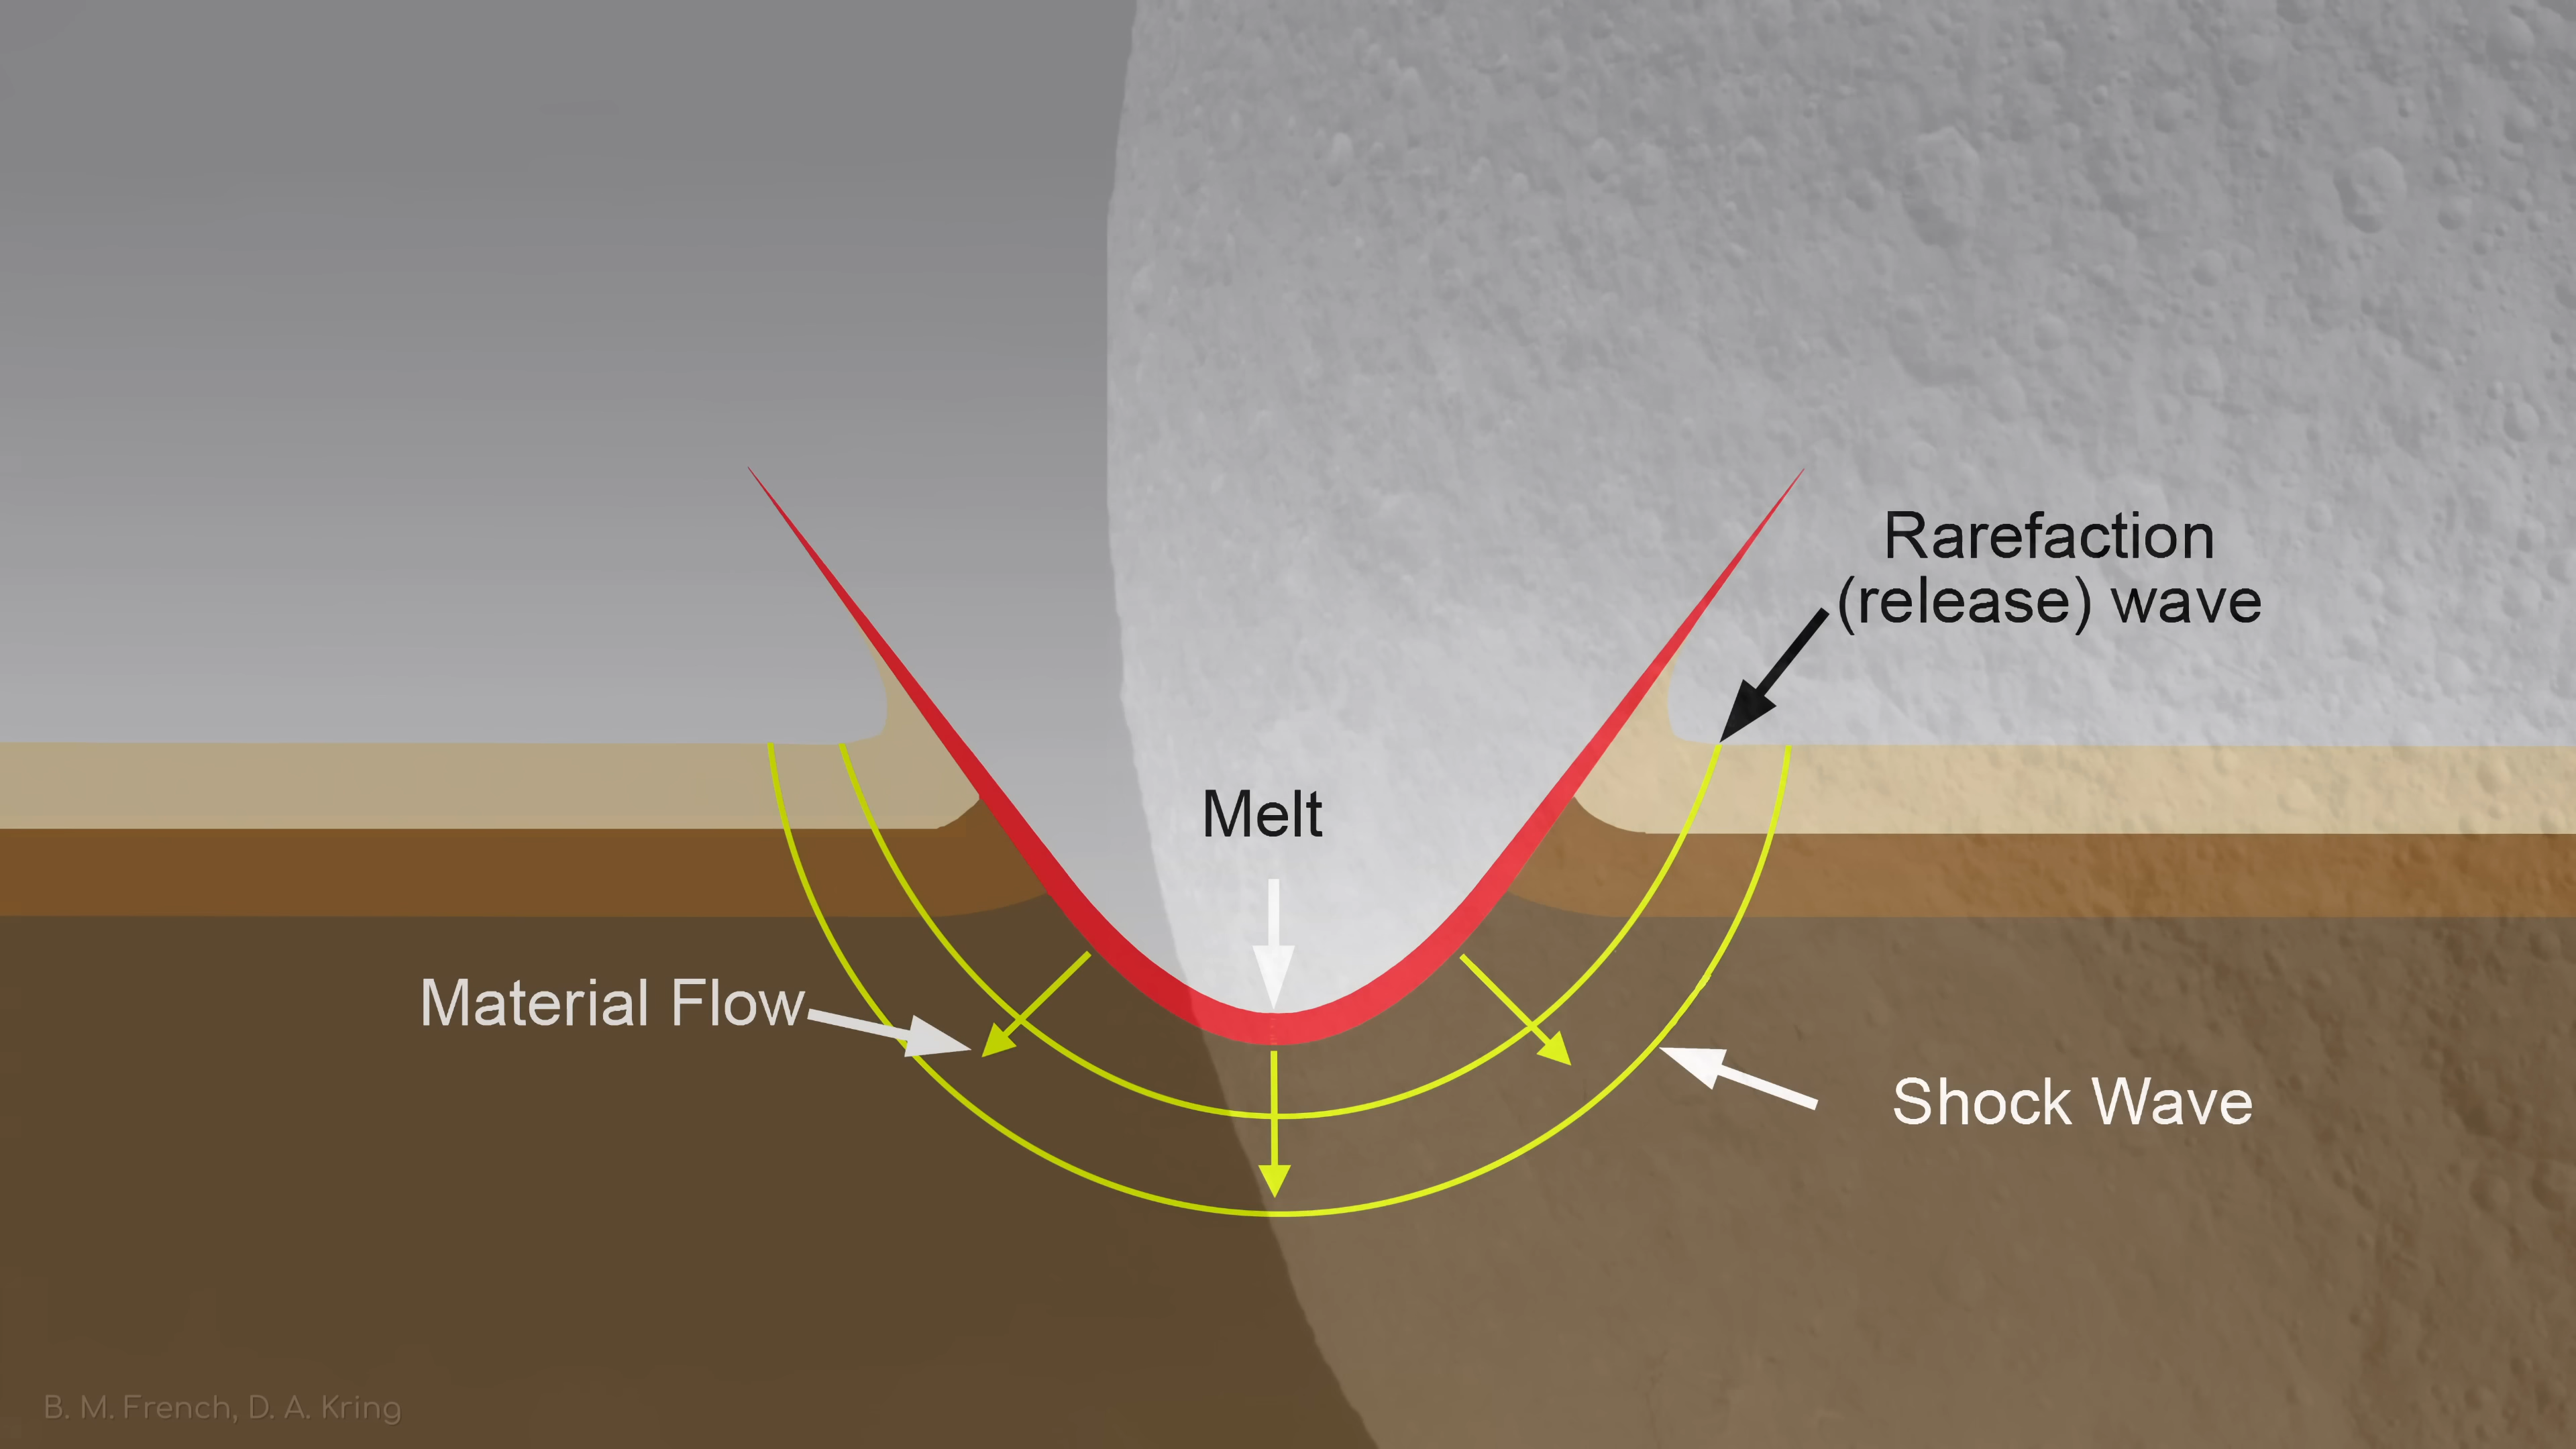 Rarefaction
(release) wave
Melt
Material Flow
Shock Wave
B. M. French, D. A. Kring